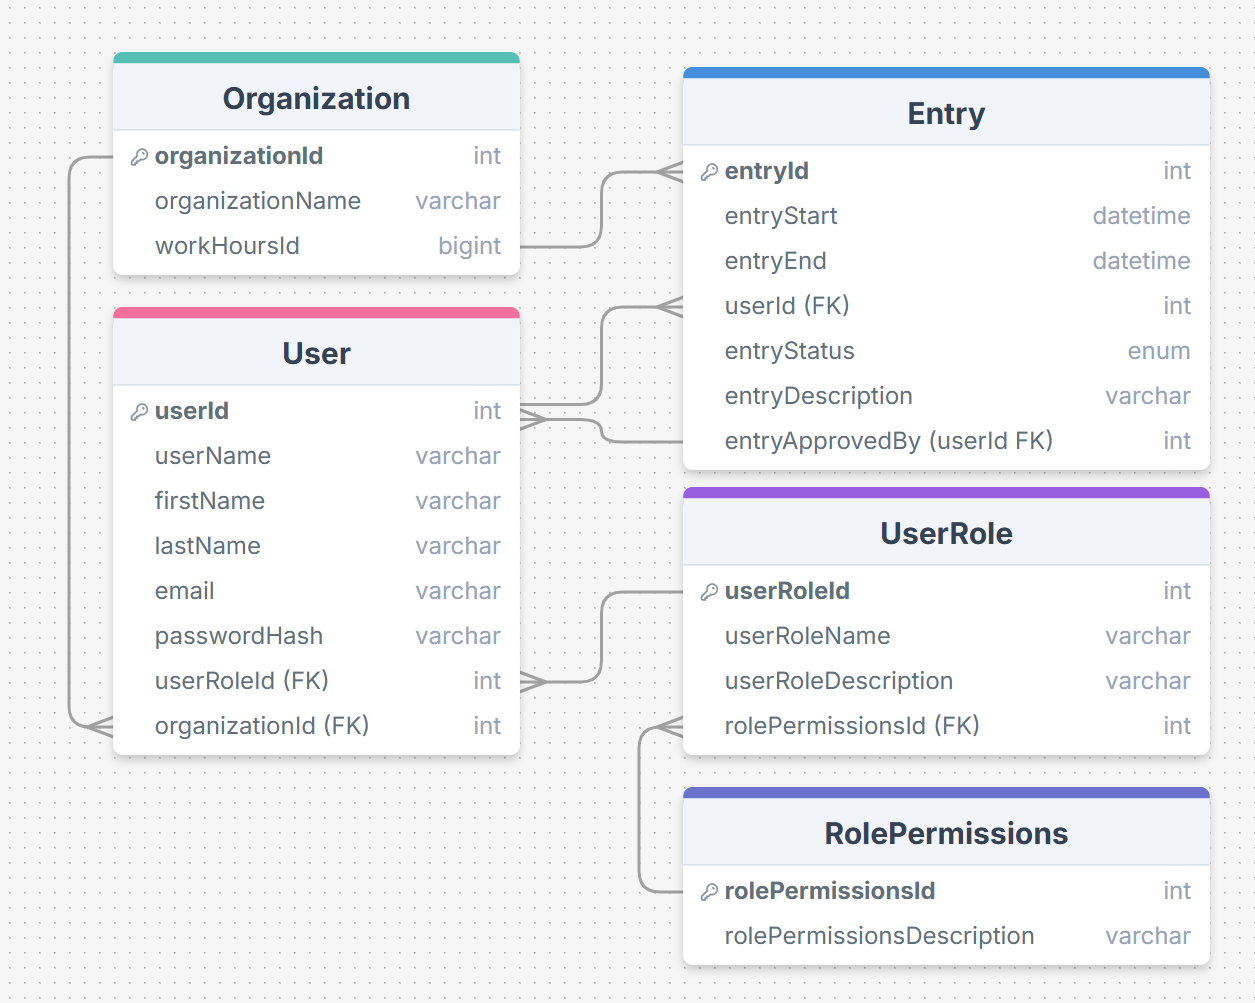 Organization
organizationId int
organizationName varchar
workHoursId bigint
User
userId int
userName varchar
firstName varchar
lastName varchar
email varchar
passwordHash varchar
userRoleId (FK) int
organizationId (FK) int
Entry
entryId int
entryStart datetime
entryEnd datetime
userId (FK) int
entryStatus enum
entryDescription varchar
entryApprovedBy (userId FK) int
UserRole
userRoleId int
userRoleName varchar
userRoleDescription varchar
rolePermissionsId (FK) int
RolePermissions
rolePermissionsId int
rolePermissionsDescription varchar